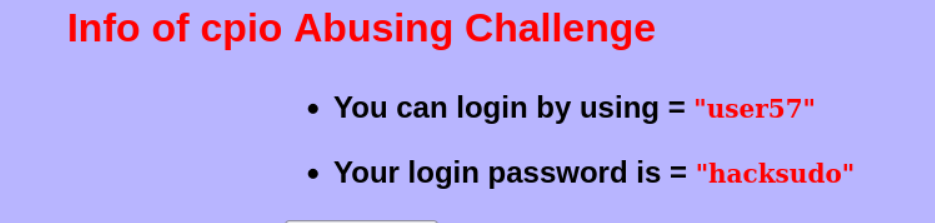 Info of cpio Abusing Challenge
• You can login by using = "user57"
• Your login password is = "hacksudo"